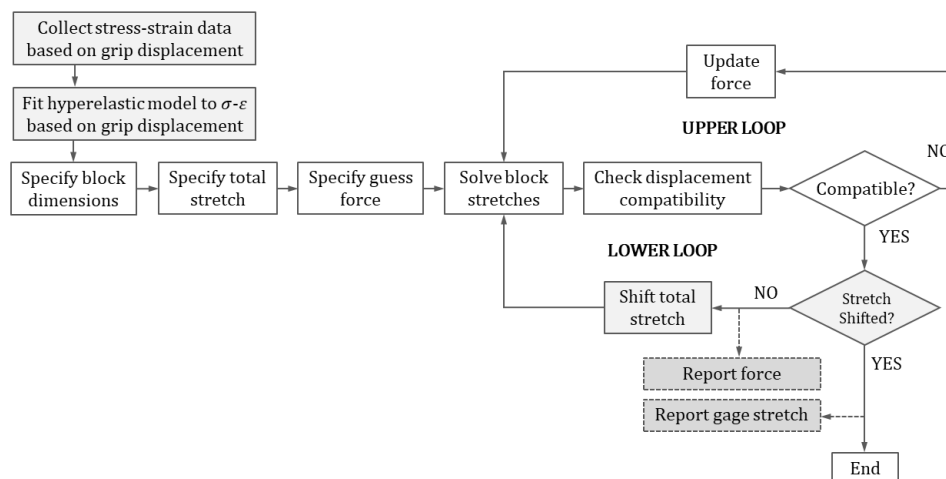 Collect stress-strain data
based on grip displacement
Fit hyperelastic model to σ-ε
based on grip displacement
Specify block
dimensions
Specify total
stretch
Specify guess
force
Solve block
stretches
Check displacement
compatibility
Compatible?
NO
Update
force
UPPER LOOP
YES
LOWER LOOP
Stretch
Shifted?
NO
Shift total
stretch
Report force
YES
Report gage stretch
End